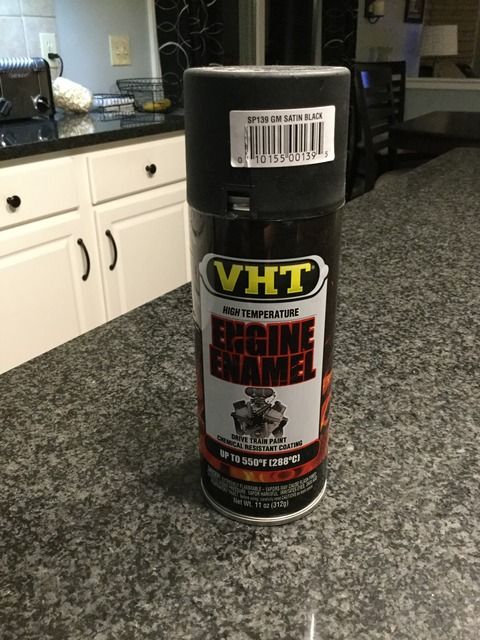 SP139 GM SATIN BLACK
0 10155 00139 5
VHT
HIGH TEMPERATURE
ENGINE
ENAMEL
DRIVE TRAIN PAINT
CHEMICAL RESISTANT COATING
UP TO 550°F (288°C)
Net Wt. 11 oz (312g)